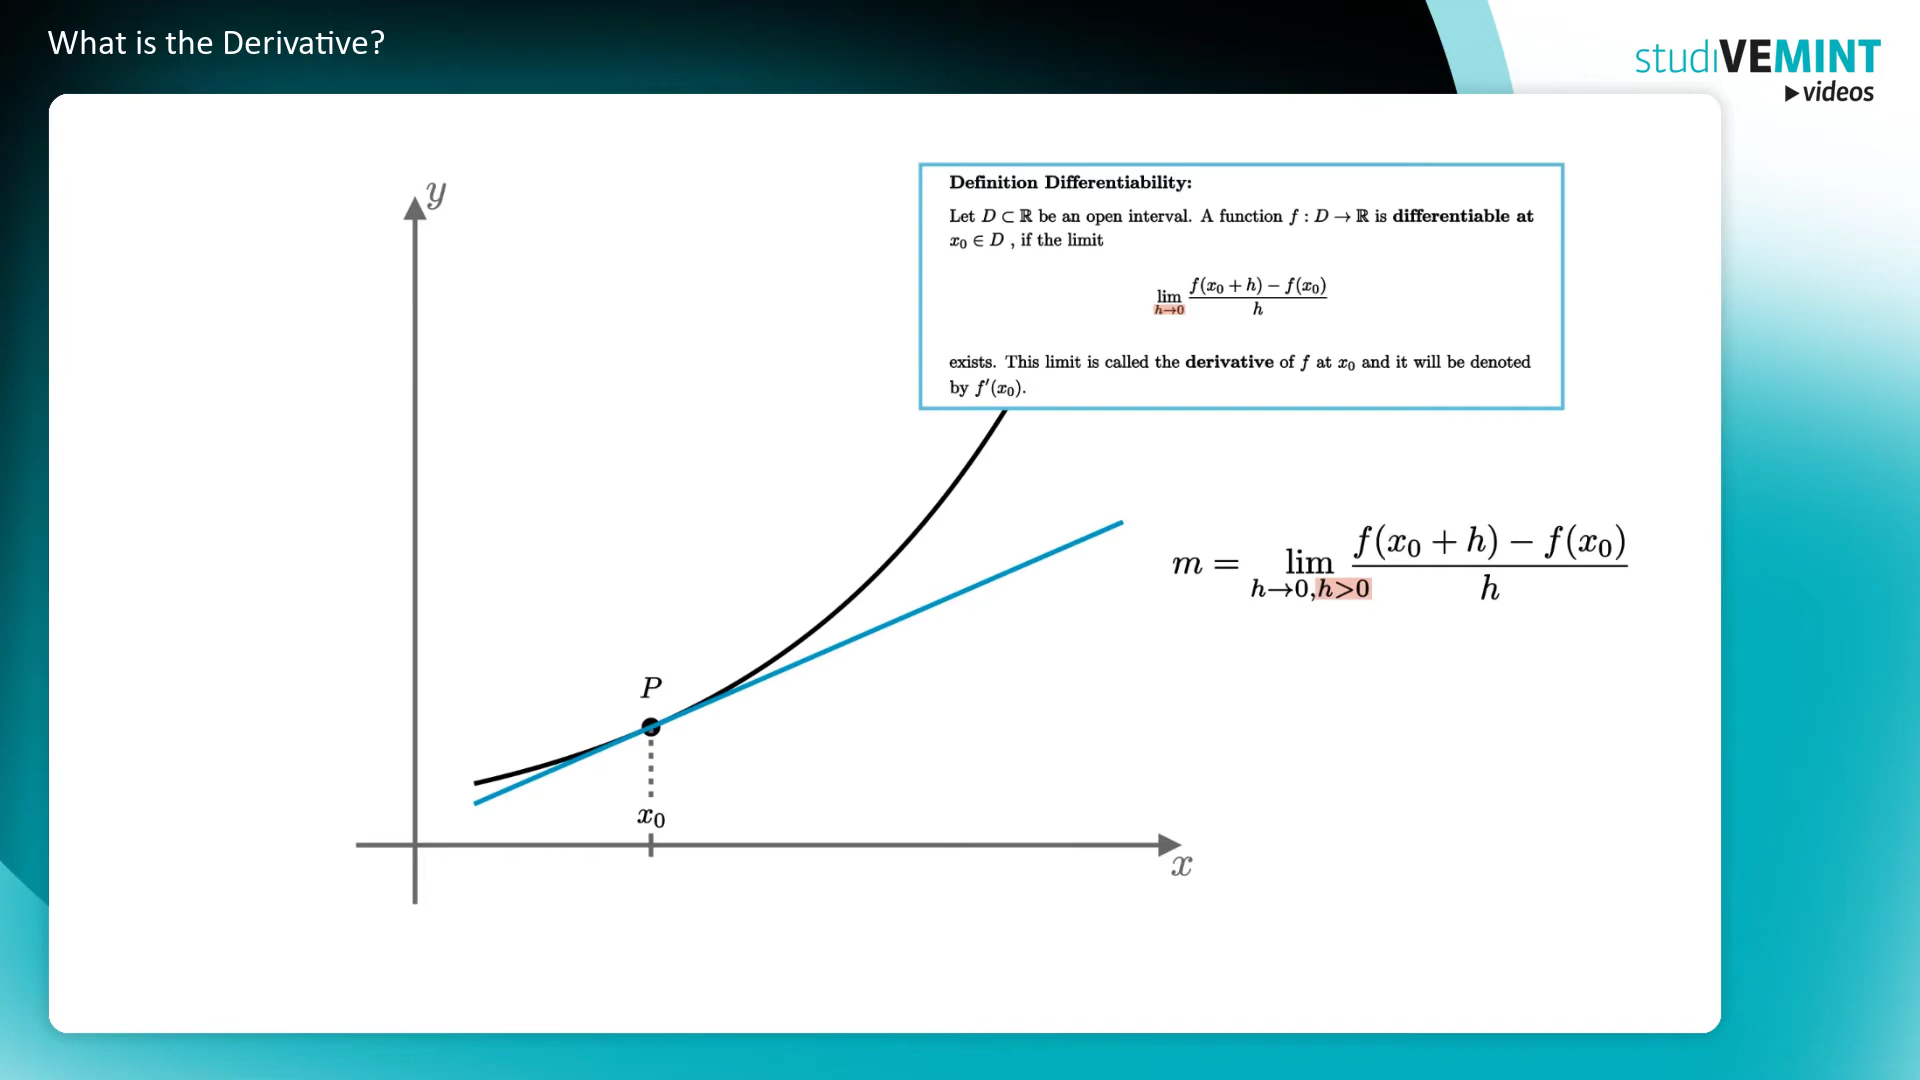 What is the Derivative?
studiVEMINT
videos
y
Definition Differentiability:
Let D ⊂ ℝ be an open interval. A function f : D → ℝ is differentiable at
x₀ ∈ D , if the limit
lim h→0 (f(x₀ + h) − f(x₀)) / h
exists. This limit is called the derivative of f at x₀ and it will be denoted
by f′(x₀).
m = lim h→0,h>0 (f(x₀ + h) − f(x₀)) / h
P
x₀
x